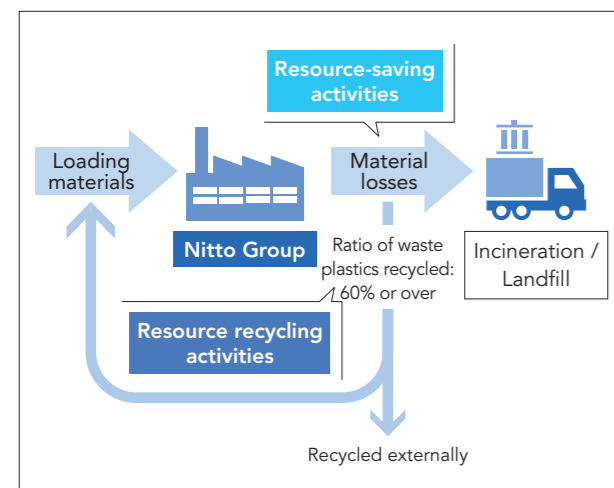 Resource-saving
activities
Loading
materials
Material
losses
Nitto Group
Ratio of waste
plastics recycled:
60% or over
Incineration /
Landfill
Resource recycling
activities
Recycled externally